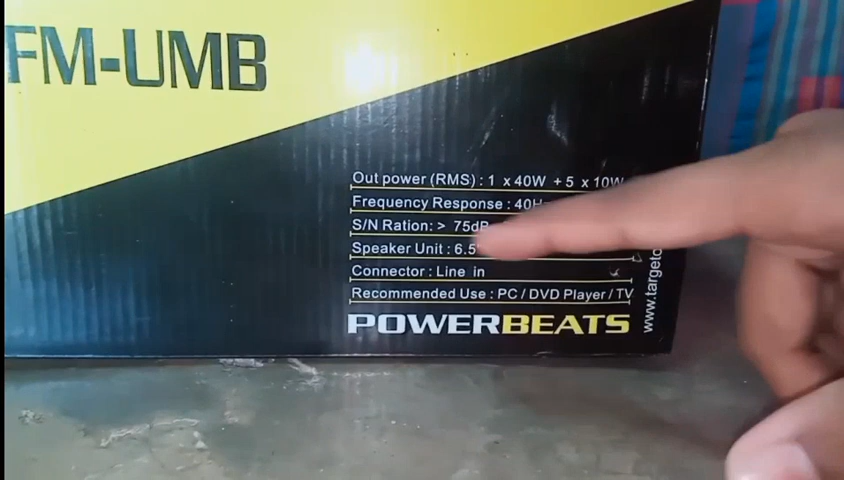 FM-UMB
Out power (RMS) : 1 x 40W + 5 x 10W
Frequency Response : 40H
S/N Ration: > 75dB
Speaker Unit : 6.5
Connector : Line in
Recommended Use : PC / DVD Player / TV
POWERBEATS
www.targeto